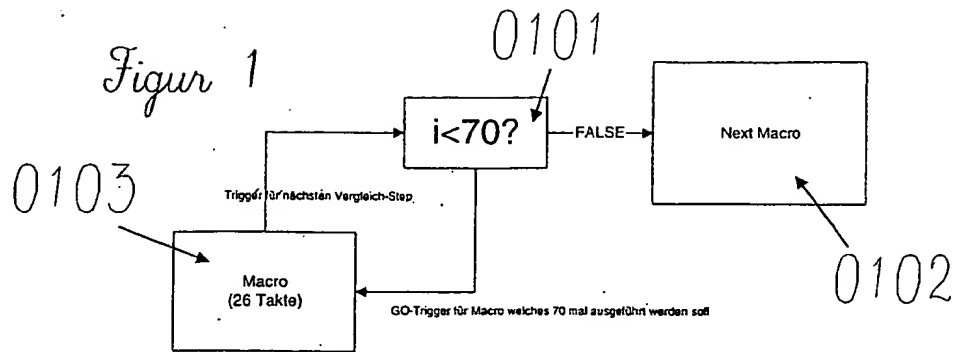 Figur 1
0101
i<70?
FALSE
Next Macro
0103
Trigger für nächsten Vergleich-Step
Macro
(26 Takte)
0102
GO-Trigger für Macro welches 70 mal ausgeführt werden soll